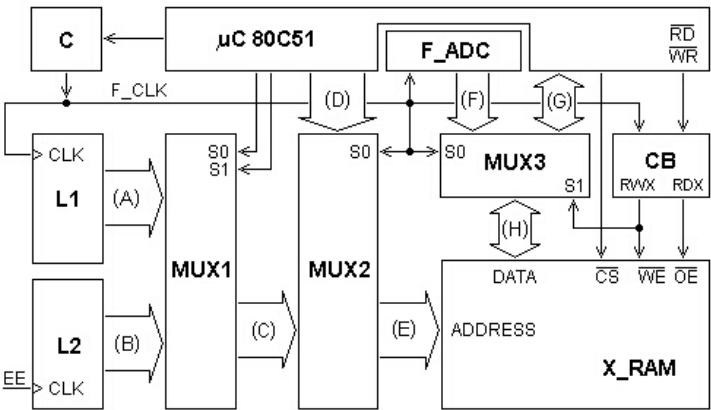 C
µC 80C51
F_ADC
RD
WR
F_CLK
(D)
(F)
(G)
CLK
L1
(A)
S0
S1
MUX1
S0
MUX2
S0
MUX3
S1
CB
RWX RDX
(H)
L2
EE
CLK
(B)
(C)
(E)
DATA
CS
WE
OE
ADDRESS
X_RAM